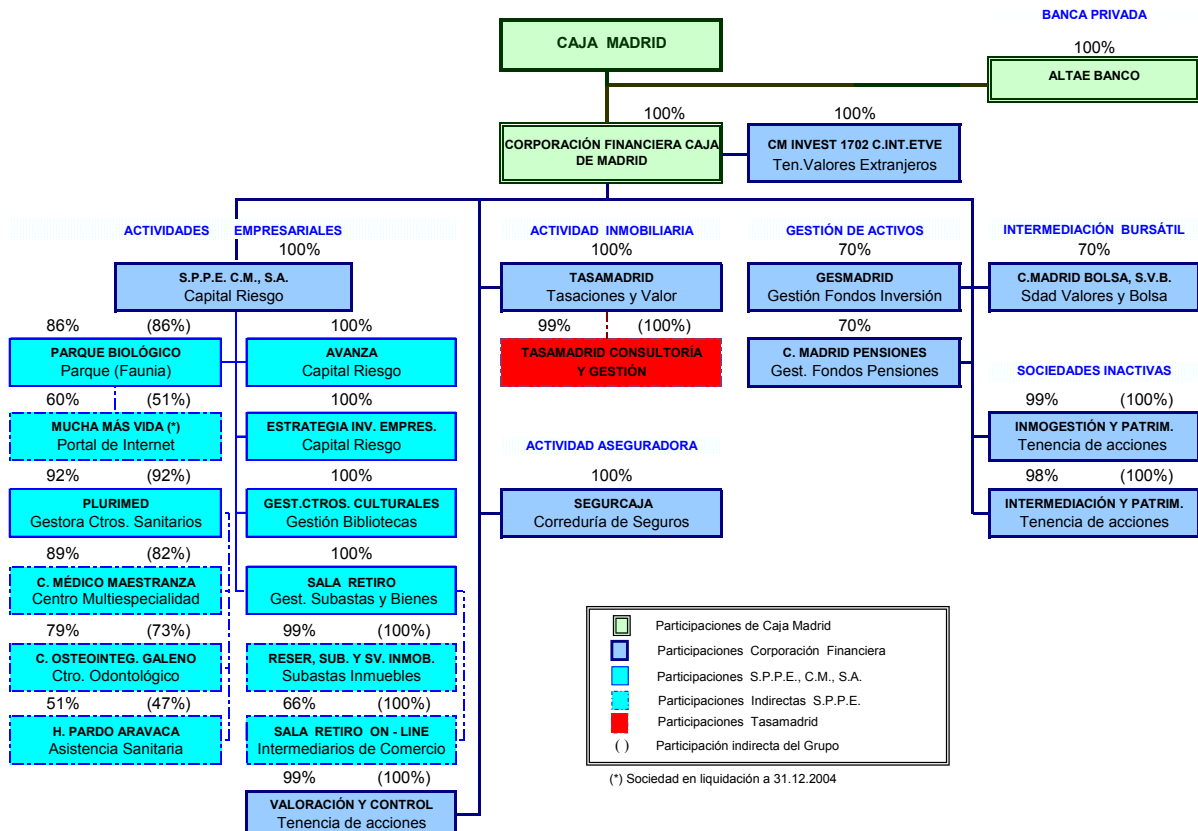 BANCA PRIVADA
CAJA MADRID
100%
ALTAE BANCO
100%
100%
CORPORACIÓN FINANCIERA CAJA
DE MADRID
CM INVEST 1702 C.INT.ETVE
Ten.Valores Extranjeros
ACTIVIDADES EMPRESARIALES
100%
S.P.P.E. C.M., S.A.
Capital Riesgo
86% (86%)
PARQUE BIOLÓGICO
Parque (Faunia)
60% (51%)
MUCHA MÁS VIDA (*)
Portal de Internet
92% (92%)
PLURIMED
Gestora Ctros. Sanitarios
89% (82%)
C. MÉDICO MAESTRANZA
Centro Multiespecialidad
79% (73%)
C. OSTEOINTEG. GALENO
Ctro. Odontológico
51% (47%)
H. PARDO ARAVACA
Asistencia Sanitaria
100%
AVANZA
Capital Riesgo
100%
ESTRATEGIA INV. EMPRES.
Capital Riesgo
100%
GEST.CTROS. CULTURALES
Gestión Bibliotecas
100%
SALA RETIRO
Gest. Subastas y Bienes
99% (100%)
RESER, SUB. Y SV. INMOB.
Subastas Inmuebles
66% (100%)
SALA RETIRO ON - LINE
Intermediarios de Comercio
99% (100%)
VALORACIÓN Y CONTROL
Tenencia de acciones
ACTIVIDAD INMOBILIARIA
100%
TASAMADRID
Tasaciones y Valor
99% (100%)
TASAMADRID CONSULTORÍA
Y GESTIÓN
ACTIVIDAD ASEGURADORA
100%
SEGURCAJA
Correduría de Seguros
GESTIÓN DE ACTIVOS
70%
GESMADRID
Gestión Fondos Inversión
70%
C. MADRID PENSIONES
Gest. Fondos Pensiones
INTERMEDIACIÓN BURSÁTIL
70%
C.MADRID BOLSA, S.V.B.
Sdad Valores y Bolsa
SOCIEDADES INACTIVAS
99% (100%)
INMOGESTIÓN Y PATRIM.
Tenencia de acciones
98% (100%)
INTERMEDIACIÓN Y PATRIM.
Tenencia de acciones
Participaciones de Caja Madrid
Participaciones Corporación Financiera
Participaciones S.P.P.E., C.M., S.A.
Participaciones Indirectas S.P.P.E.
Participaciones Tasamadrid
( ) Participación indirecta del Grupo
(*) Sociedad en liquidación a 31.12.2004